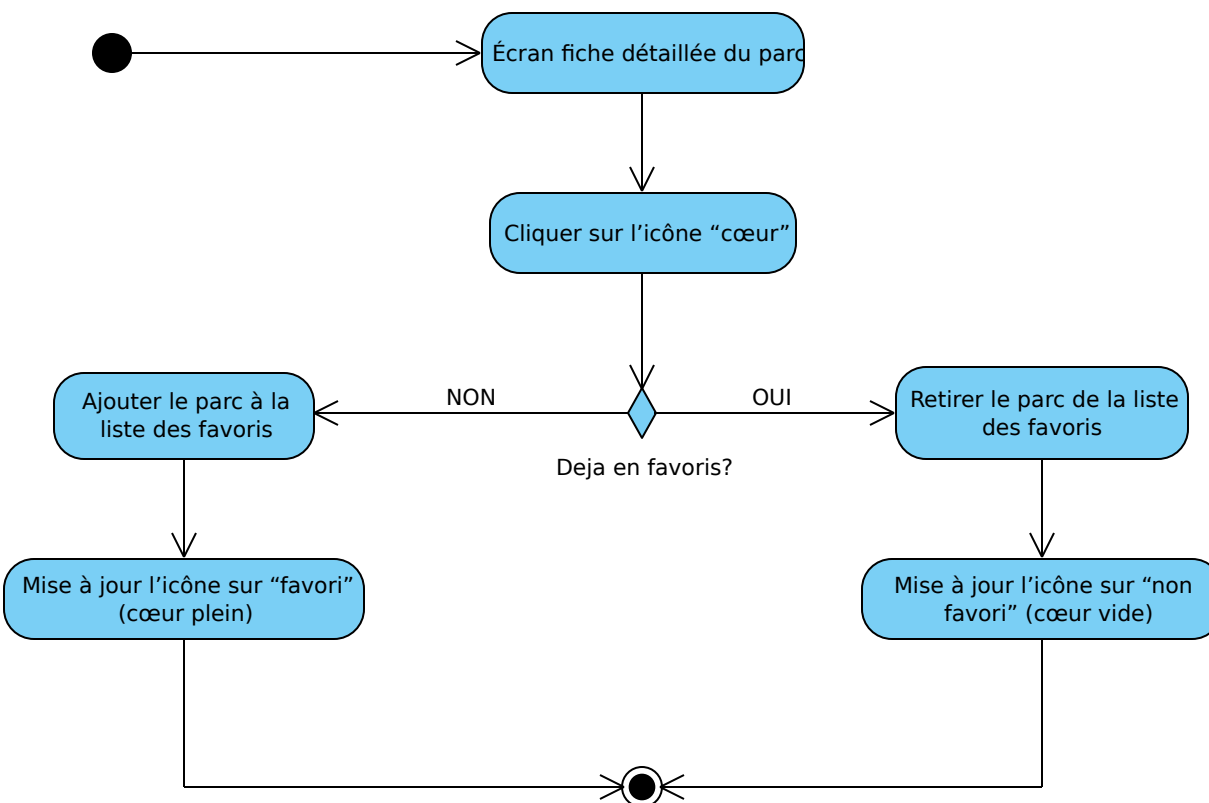 Écran fiche détaillée du parc
Cliquer sur l’icône “cœur”
NON
OUI
Ajouter le parc à la
liste des favoris
Retirer le parc de la liste
des favoris
Deja en favoris?
Mise à jour l’icône sur “favori”
(cœur plein)
Mise à jour l’icône sur “non
favori” (cœur vide)